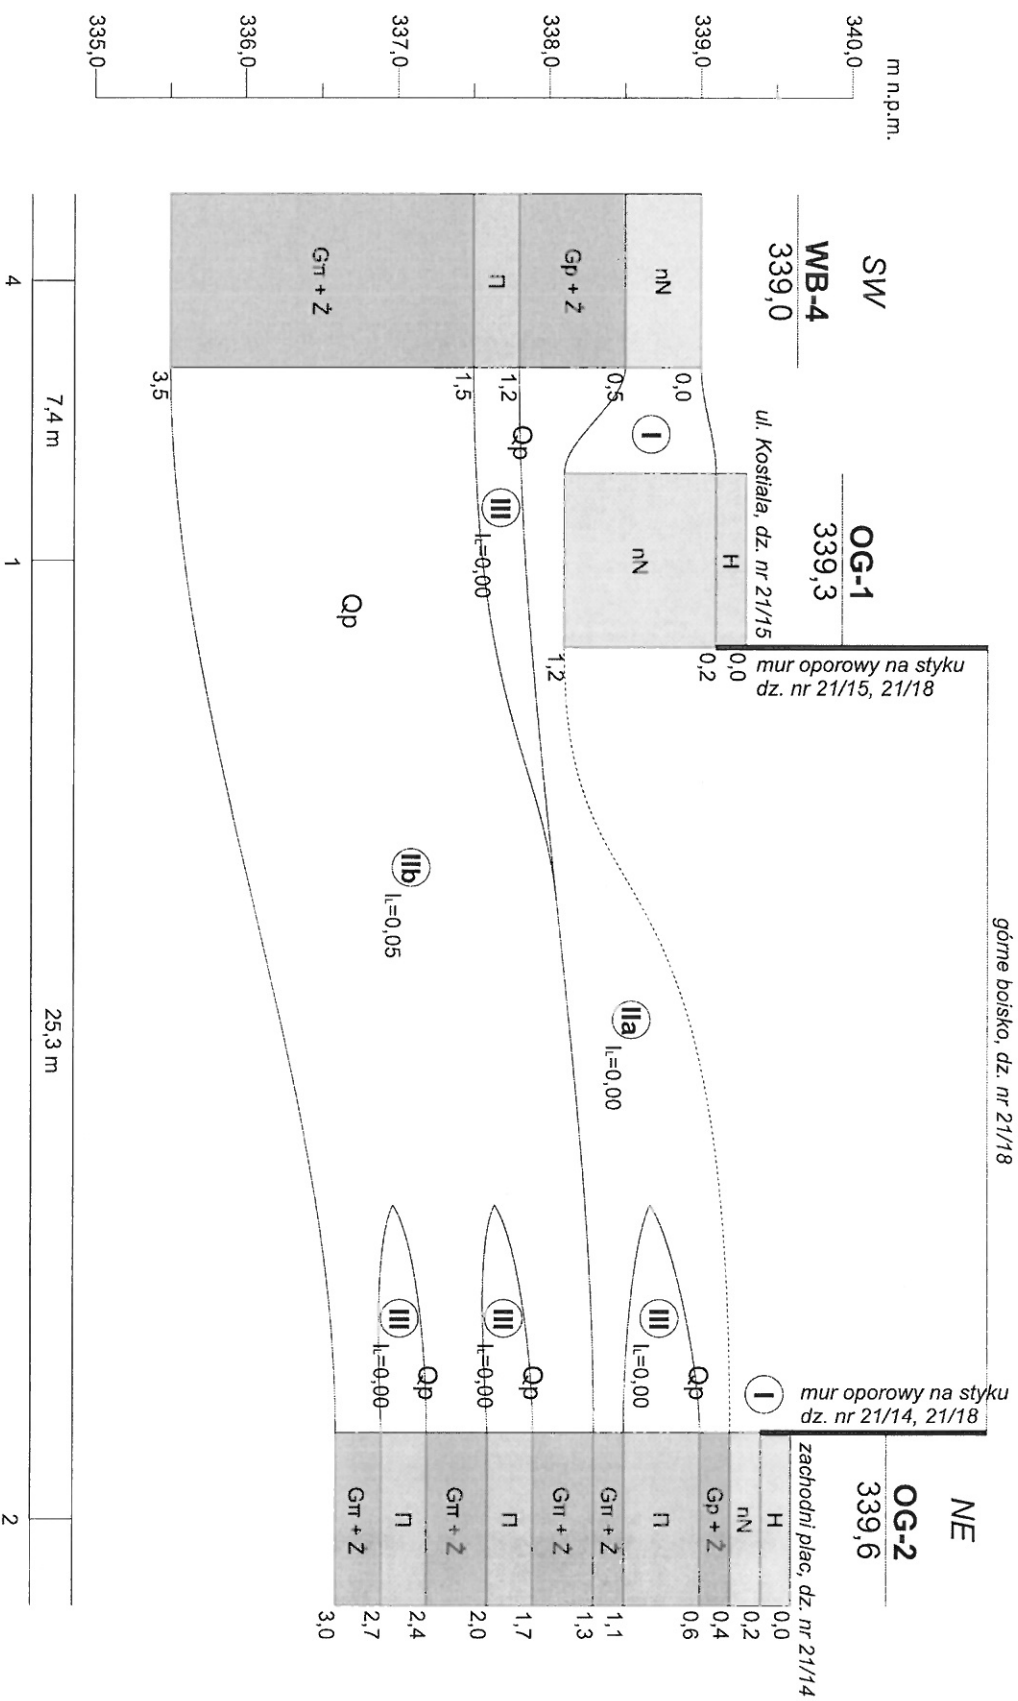 m n.p.m.
340,0
339,0
338,0
337,0
336,0
335,0
SW
WB-4
339,0
nN
Gp + Ż
Π
Gπ + Ż
0,0
0,5
1,2
1,5
3,5
I
Qp
III
IL=0,00
Qp
OG-1
339,3
ul. Kostiala, dz. nr 21/15
H
nN
0,0
0,2
1,2
mur oporowy na styku
dz. nr 21/15, 21/18
górne boisko, dz. nr 21/18
IIb
IL=0,05
IIa
IL=0,00
mur oporowy na styku
dz. nr 21/14, 21/18
I
Qp
III
IL=0,00
Qp
III
IL=0,00
Qp
III
IL=0,00
NE
OG-2
339,6
zachodni plac, dz. nr 21/14
H
nN
Gp + Ż
Π
Gπ + Ż
Gπ + Ż
Π
Gπ + Ż
Π
Gπ + Ż
0,0
0,2
0,4
0,6
1,1
1,3
1,7
2,0
2,4
2,7
3,0
7,4 m
25,3 m
4
1
2